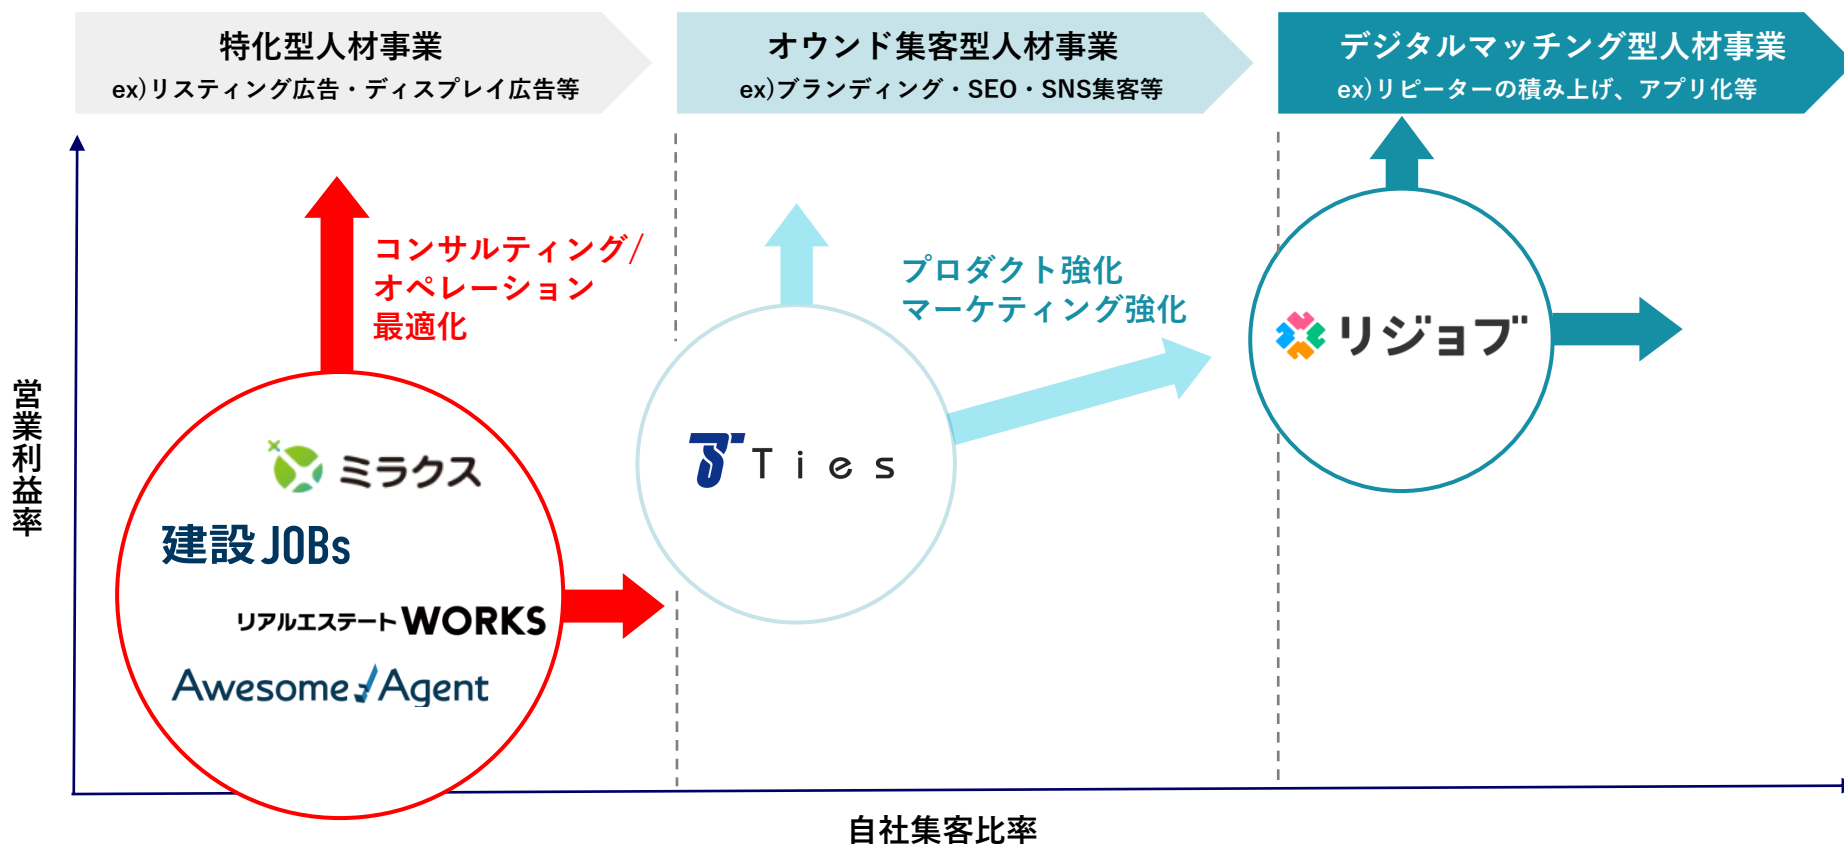 特化型人材事業
ex)リスティング広告・ディスプレイ広告等
オウンド集客型人材事業
ex)ブランディング・SEO・SNS集客等
デジタルマッチング型人材事業
ex)リピーターの積み上げ、アプリ化等
コンサルティング/
オペレーション
最適化
プロダクト強化
マーケティング強化
リジョブ
営業利益率
ミラクス
建設JOBs
リアルエステートWORKS
Awesome Agent
Ties
自社集客比率